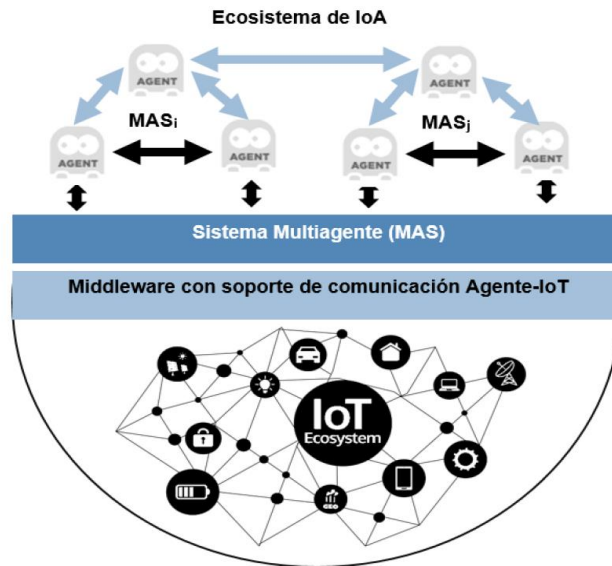 Ecosistema de IoA
AGENT
AGENT
MASi
MASj
AGENT
AGENT
AGENT
AGENT
Sistema Multiagente (MAS)
Middleware con soporte de comunicación Agente-IoT
IoT
Ecosystem
GEO